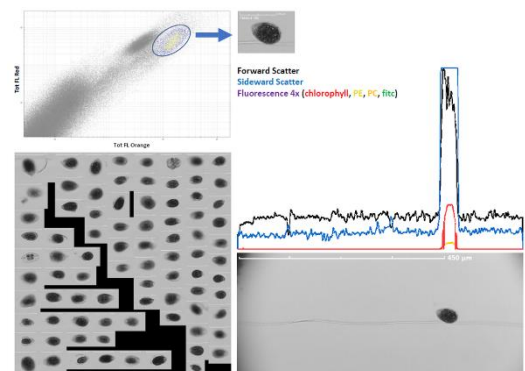 Tot FL Red
Tot FL Orange
Forward Scatter
Sideward Scatter
Fluorescence 4x (chlorophyll, PE, PC, fitc)
450 µm